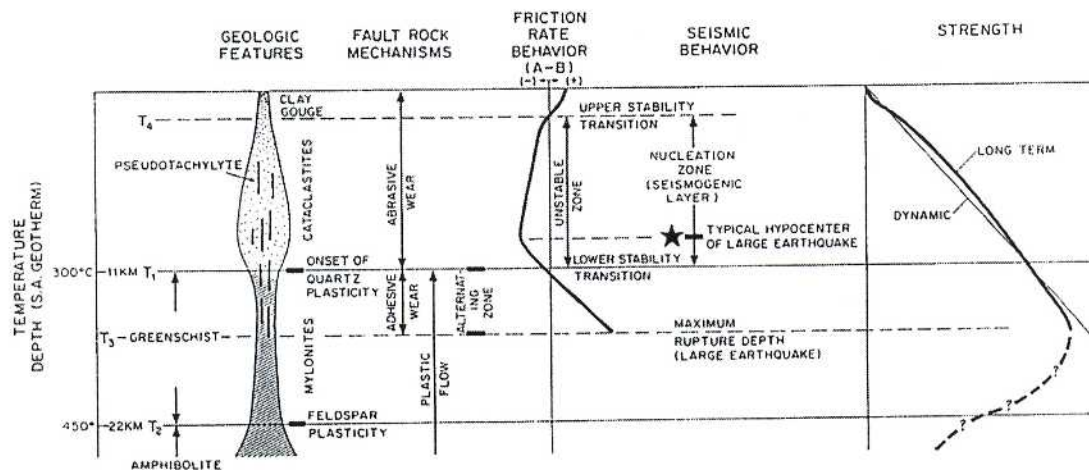 GEOLOGIC
FEATURES
FAULT ROCK
MECHANISMS
FRICTION
RATE
BEHAVIOR
(A-B)
(-) (+)
SEISMIC
BEHAVIOR
STRENGTH
TEMPERATURE
DEPTH (S.A. GEOTHERM)
T4
CLAY
GOUGE
PSEUDOTACHYLYTE
CATACLASTITES
ABRASIVE
WEAR
UPPER STABILITY
TRANSITION
UNSTABLE
ZONE
NUCLEATION
ZONE
(SEISMOGENIC
LAYER)
TYPICAL HYPOCENTER
OF LARGE EARTHQUAKE
LOWER STABILITY
TRANSITION
LONG TERM
DYNAMIC
300°C
11KM T1
ONSET OF
QUARTZ
PLASTICITY
ADHESIVE
WEAR
ALTERNAT-
ING
ZONE
T3 GREENSCHIST
MYLONITES
PLASTIC
FLOW
MAXIMUM
RUPTURE DEPTH
(LARGE EARTHQUAKE)
450°
22KM T2
FELDSPAR
PLASTICITY
AMPHIBOLITE
?
?
?